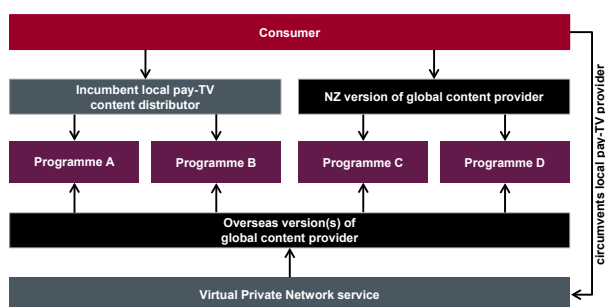 Consumer
Incumbent local pay-TV
content distributor
NZ version of global content provider
Programme A
Programme B
Programme C
Programme D
Overseas version(s) of
global content provider
Virtual Private Network service
circumvents local pay-TV provider